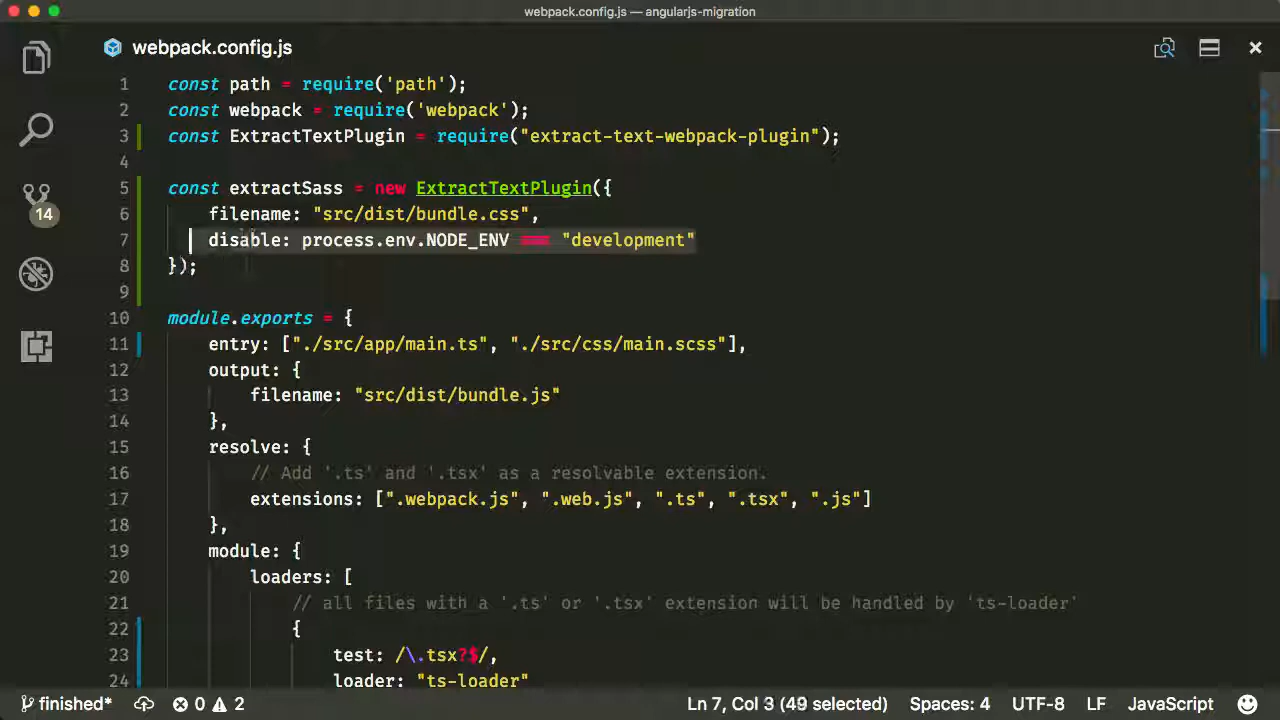 webpack.config.js — angularjs-migration
webpack.config.js
1 const path = require('path');
2 const webpack = require('webpack');
3 const ExtractTextPlugin = require("extract-text-webpack-plugin");
4
5 const extractSass = new ExtractTextPlugin({
6 filename: "src/dist/bundle.css",
7 disable: process.env.NODE_ENV === "development"
8 });
9
10 module.exports = {
11 entry: ["./src/app/main.ts", "./src/css/main.scss"],
12 output: {
13 filename: "src/dist/bundle.js"
14 },
15 resolve: {
16 // Add '.ts' and '.tsx' as a resolvable extension.
17 extensions: [".webpack.js", ".web.js", ".ts", ".tsx", ".js"]
18 },
19 module: {
20 loaders: [
21 // all files with a '.ts' or '.tsx' extension will be handled by 'ts-loader'
22 {
23 test: /\.tsx?$/,
24 loader: "ts-loader"
14
finished* 0 2 Ln 7, Col 3 (49 selected) Spaces: 4 UTF-8 LF JavaScript